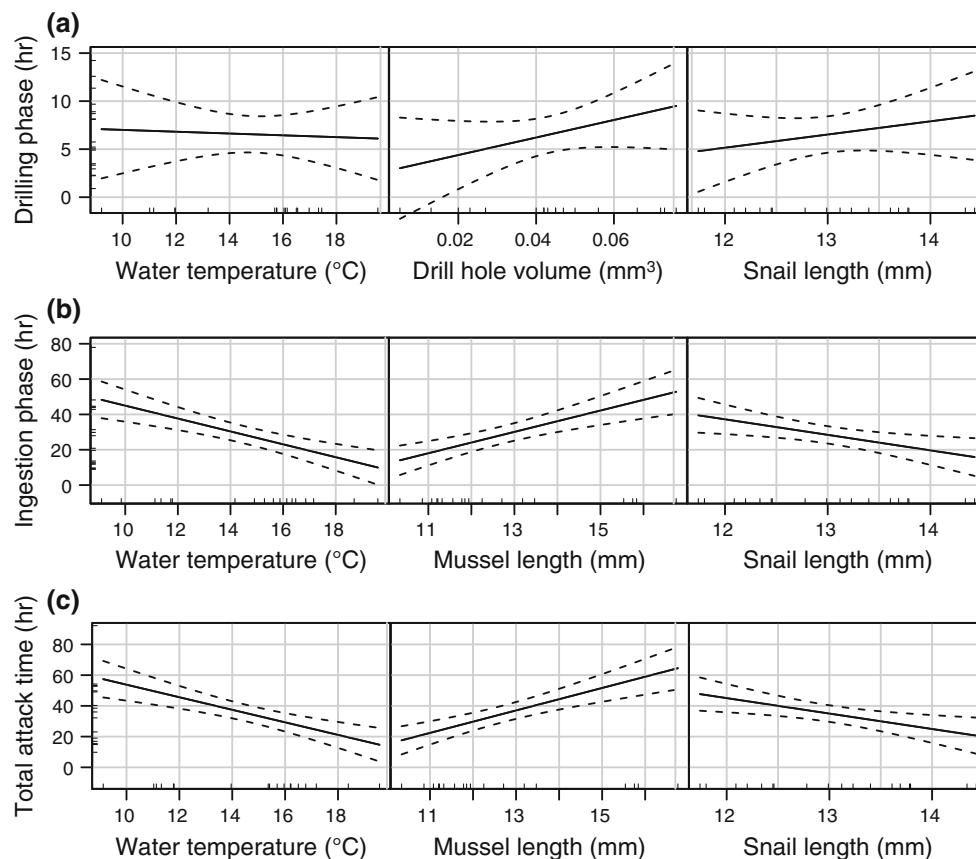 (a)
Drilling phase (hr)
15
10
5
0
10 12 14 16 18 0.02 0.04 0.06 12 13 14
Water temperature (°C) Drill hole volume (mm³) Snail length (mm)
(b)
Ingestion phase (hr)
80
60
40
20
0
10 12 14 16 18 11 13 15 12 13 14
Water temperature (°C) Mussel length (mm) Snail length (mm)
(c)
Total attack time (hr)
80
60
40
20
0
10 12 14 16 18 11 13 15 12 13 14
Water temperature (°C) Mussel length (mm) Snail length (mm)